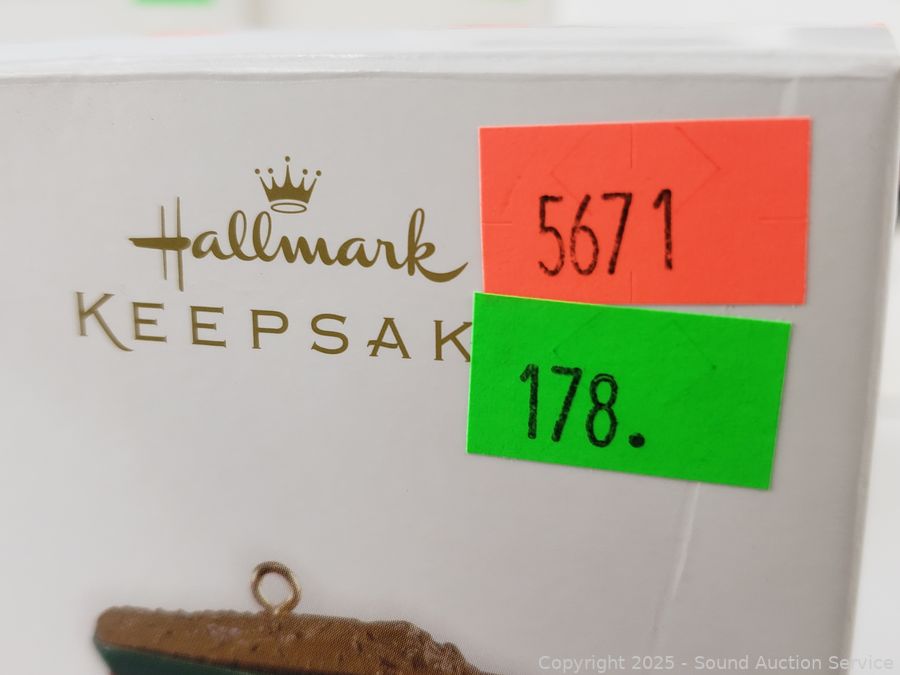 Hallmark
KEEPSAK
5671
178.
Copyright 2025 - Sound Auction Service